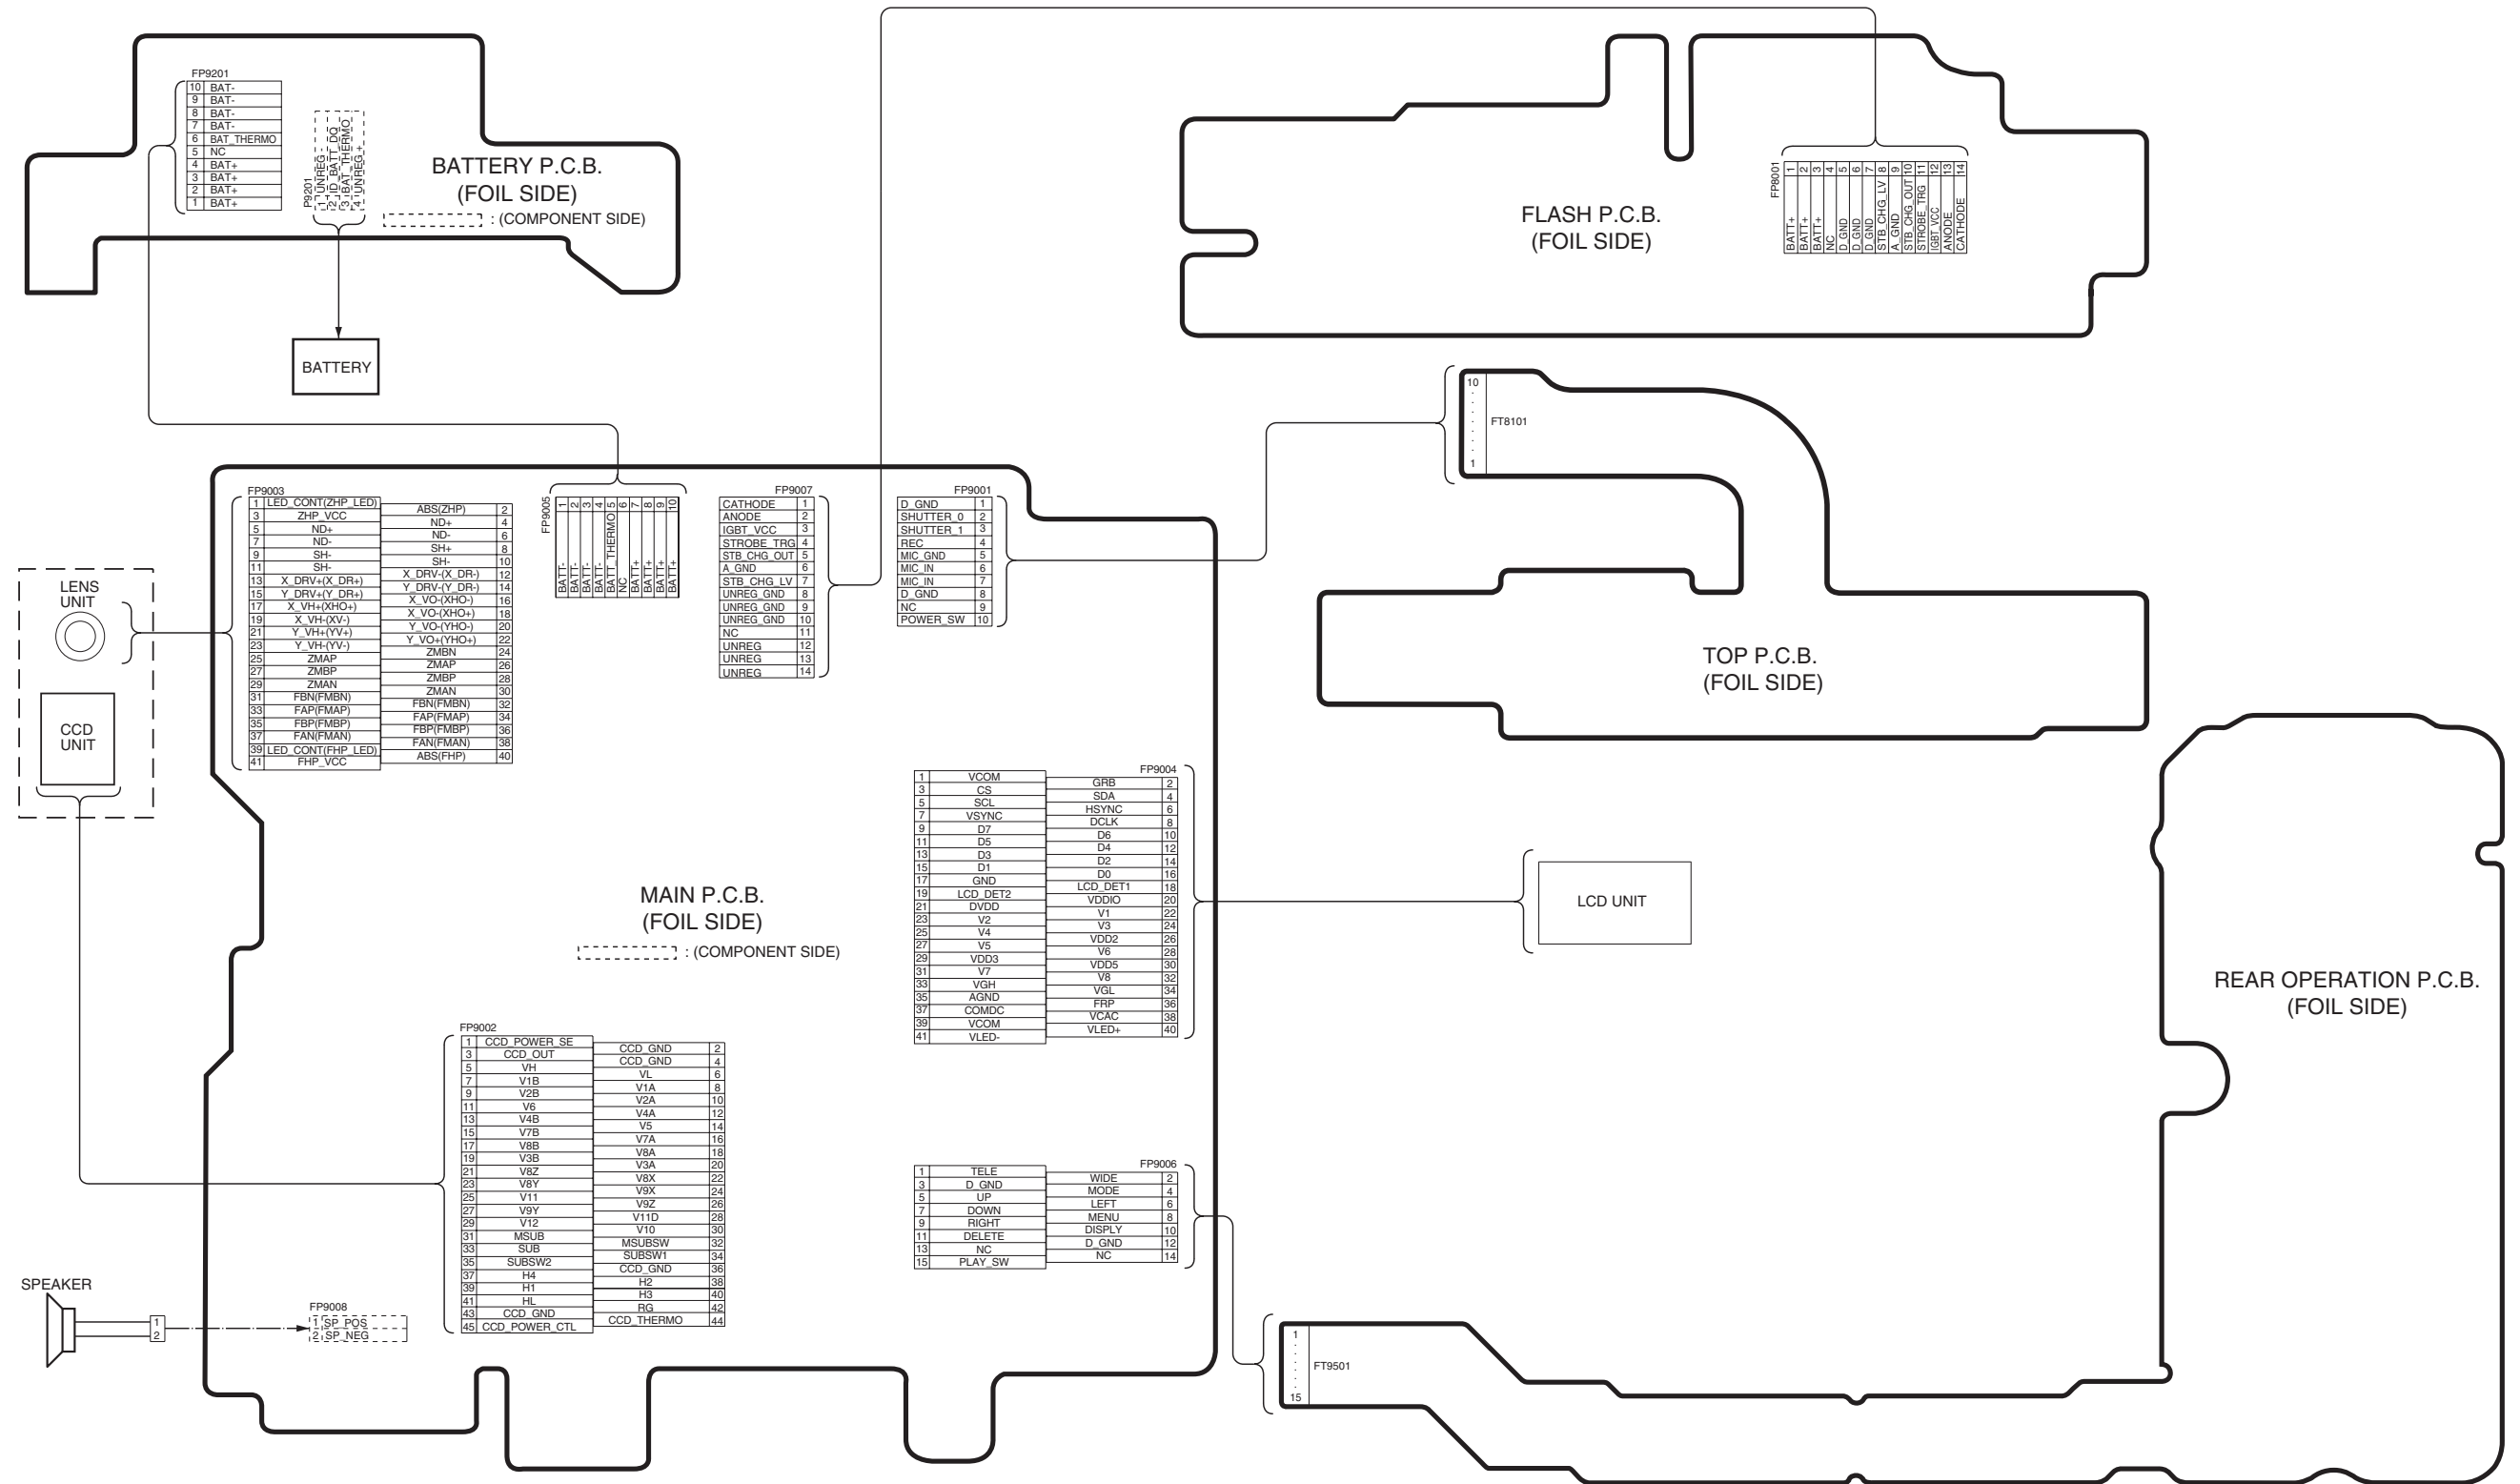 FP9201
10 BAT-
9 BAT-
8 BAT-
7 BAT-
6 BAT_THERMO
5 NC
4 BAT+
3 BAT+
2 BAT+
1 BAT+
P9201
1 UNREG -
2 ID_BATT_DQ
3 BAT_THERMO
4 UNREG +
BATTERY P.C.B.
(FOIL SIDE)
: (COMPONENT SIDE)
BATTERY
FLASH P.C.B.
(FOIL SIDE)
FP8001
BATT+ 1
BATT+ 2
BATT+ 3
NC 4
D_GND 5
D_GND 6
D_GND 7
STB_CHG_LV 8
A_GND 9
STB_CHG_OUT 10
STROBE_TRG 11
IGBT_VCC 12
ANODE 13
CATHODE 14
10
1
FT8101
TOP P.C.B.
(FOIL SIDE)
LENS
UNIT
CCD
UNIT
FP9003
1 LED_CONT(ZHP_LED)
ABS(ZHP) 2
3 ZHP_VCC
ND+ 4
5 ND+
ND- 6
7 ND-
SH+ 8
9 SH-
SH- 10
11 SH-
X_DRV-(X_DR-) 12
13 X_DRV+(X_DR+)
Y_DRV-(Y_DR-) 14
15 Y_DRV+(Y_DR+)
X_VO-(XHO-) 16
17 X_VH+(XHO+)
X_VO-(XHO+) 18
19 X_VH-(XV-)
Y_VO-(YHO-) 20
21 Y_VH+(YV+)
Y_VO+(YHO+) 22
23 Y_VH-(YV-)
ZMBN 24
25 ZMAP
ZMAP 26
27 ZMBP
ZMBP 28
29 ZMAN
ZMAN 30
31 FBN(FMBN)
FBN(FMBN) 32
33 FAP(FMAP)
FAP(FMAP) 34
35 FBP(FMBP)
FBP(FMBP) 36
37 FAN(FMAN)
FAN(FMAN) 38
39 LED_CONT(FHP_LED)
ABS(FHP) 40
41 FHP_VCC
FP9005
BATT- 1
BATT- 2
BATT- 3
BATT- 4
BATT_THERMO 5
NC 6
BATT+ 7
BATT+ 8
BATT+ 9
BATT+ 10
FP9007
CATHODE 1
ANODE 2
IGBT_VCC 3
STROBE_TRG 4
STB_CHG_OUT 5
A_GND 6
STB_CHG_LV 7
UNREG_GND 8
UNREG_GND 9
UNREG_GND 10
NC 11
UNREG 12
UNREG 13
UNREG 14
FP9001
D_GND 1
SHUTTER_0 2
SHUTTER_1 3
REC 4
MIC_GND 5
MIC_IN 6
MIC_IN 7
D_GND 8
NC 9
POWER_SW 10
MAIN P.C.B.
(FOIL SIDE)
: (COMPONENT SIDE)
FP9004
1 VCOM
GRB 2
3 CS
SDA 4
5 SCL
HSYNC 6
7 VSYNC
DCLK 8
9 D7
D6 10
11 D5
D4 12
13 D3
D2 14
15 D1
D0 16
17 GND
LCD_DET1 18
19 LCD_DET2
VDDIO 20
21 DVDD
V1 22
23 V2
V3 24
25 V4
VDD2 26
27 V5
V6 28
29 VDD3
VDD5 30
31 V7
V8 32
33 VGH
VGL 34
35 AGND
FRP 36
37 COMDC
VCAC 38
39 VCOM
VLED+ 40
41 VLED-
LCD UNIT
REAR OPERATION P.C.B.
(FOIL SIDE)
FP9002
1 CCD_POWER_SE
CCD_GND 2
3 CCD_OUT
CCD_GND 4
5 VH
VL 6
7 V1B
V1A 8
9 V2B
V2A 10
11 V6
V4A 12
13 V4B
V5 14
15 V7B
V7A 16
17 V8B
V8A 18
19 V3B
V3A 20
21 V8Z
V8X 22
23 V8Y
V9X 24
25 V11
V9Z 26
27 V9Y
V11D 28
29 V12
V10 30
31 MSUB
MSUBSW 32
33 SUB
SUBSW1 34
35 SUBSW2
CCD_GND 36
37 H4
H2 38
39 H1
H3 40
41 HL
RG 42
43 CCD_GND
CCD_THERMO 44
45 CCD_POWER_CTL
FP9006
1 TELE
WIDE 2
3 D_GND
MODE 4
5 UP
LEFT 6
7 DOWN
MENU 8
9 RIGHT
DISPLY 10
11 DELETE
D_GND 12
13 NC
NC 14
15 PLAY_SW
SPEAKER
1
2
FP9008
1 SP_POS
2 SP_NEG
1
15
FT9501